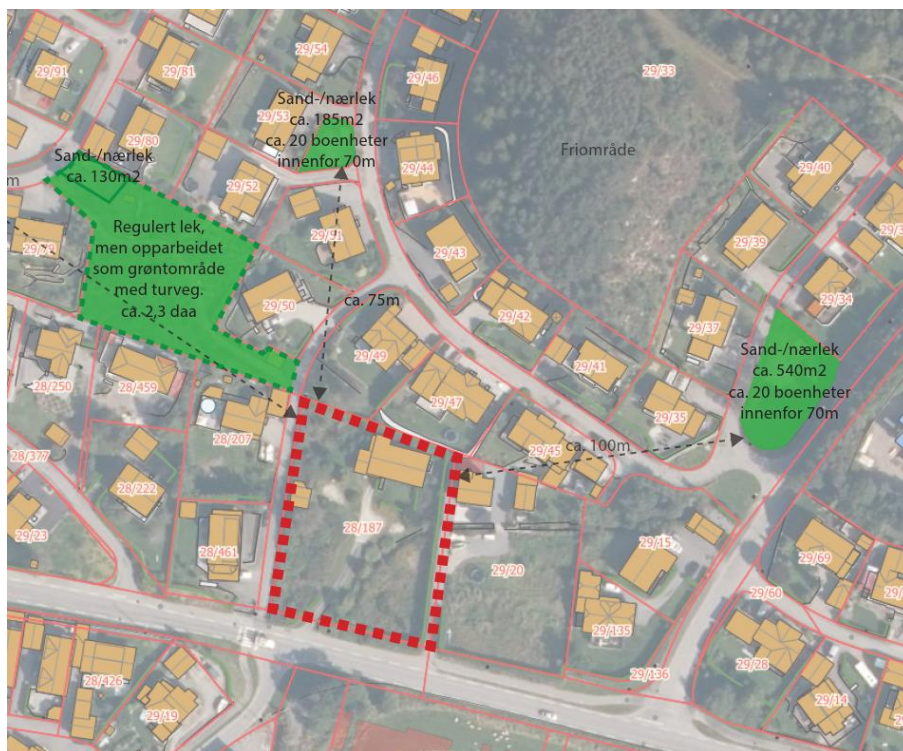 29/91
29/81
29/54
29/46
29/33
29/53
Sand-/nærlek
ca. 185m2
ca. 20 boenheter
innenfor 70m
29/80
Sand-/nærlek
ca. 130m2
m
29/44
Friområde
29/40
29/52
29/79
Regulert lek,
men opparbeidet
som grøntområde
med turveg.
ca. 2,3 daa
29/51
29/43
29/39
29/50
ca. 75m
29/42
29/34
29/37
29/49
29/41
Sand-/nærlek
ca. 540m2
ca. 20 boenheter
innenfor 70m
28/250
28/459
29/47
29/35
28/207
29/45
ca. 100m
28/377
28/222
28/187
29/23
28/461
29/20
29/15
29/69
29/60
29/135
29/28
29/136
28/426
29/19
29/14